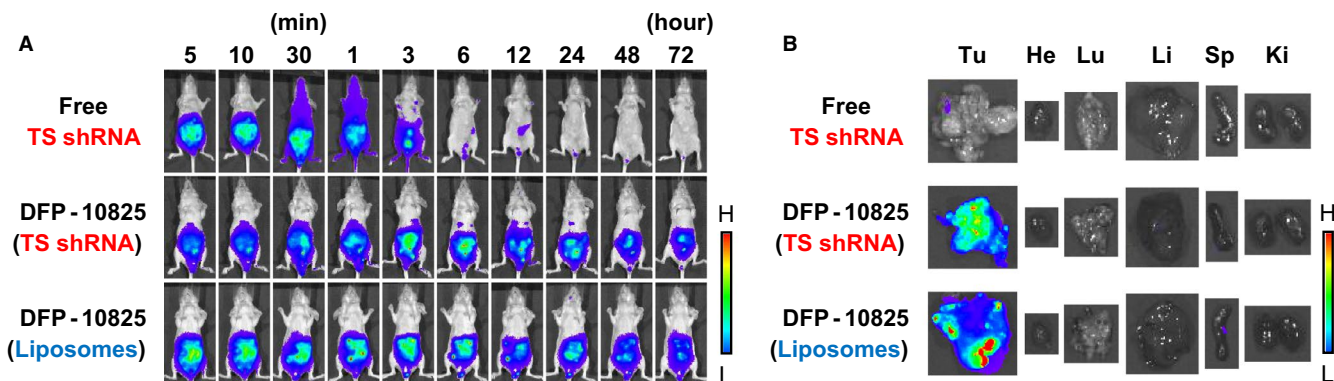 A
(min)
(hour)
5 10 30 1 3 6 12 24 48 72
Free
TS shRNA
DFP - 10825
(TS shRNA)
DFP - 10825
(Liposomes)
H
L
B
Tu He Lu Li Sp Ki
Free
TS shRNA
DFP - 10825
(TS shRNA)
DFP - 10825
(Liposomes)
H
L